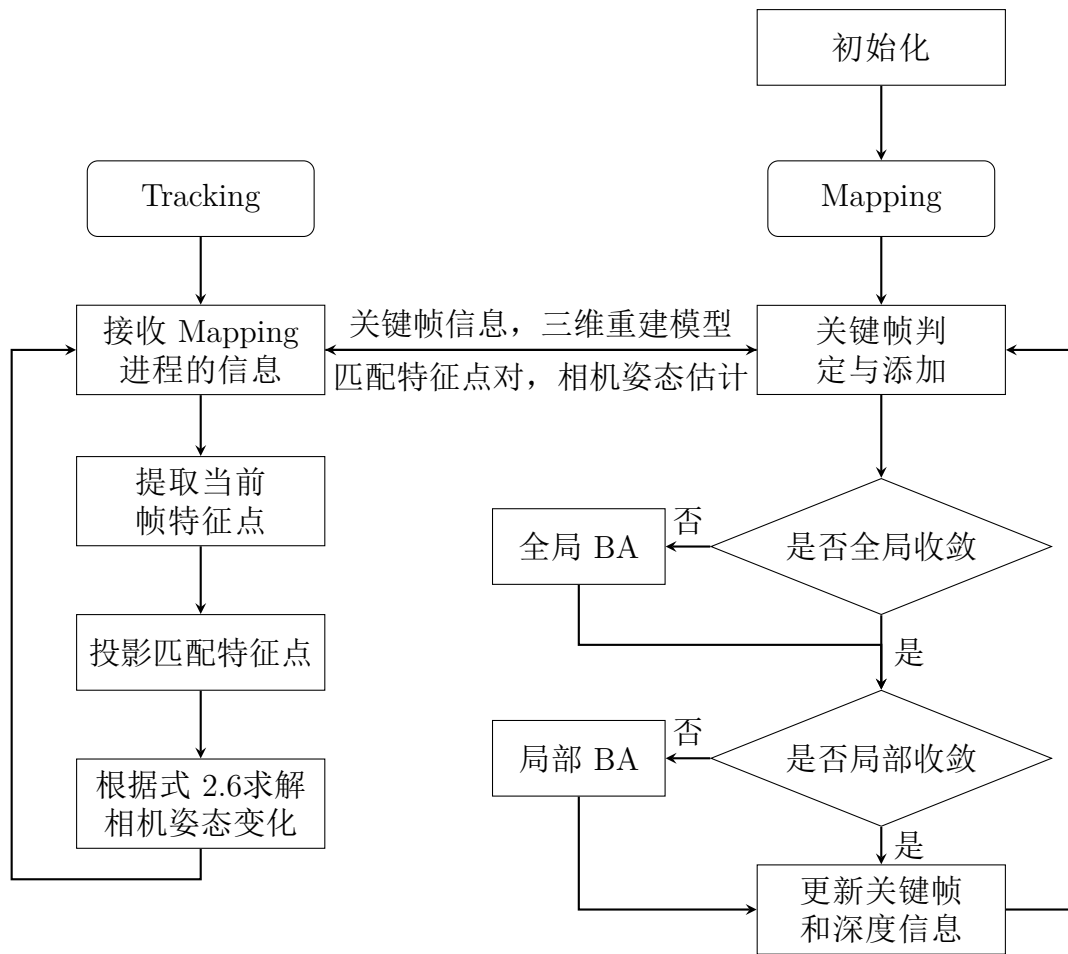 初始化
Tracking
Mapping
接收 Mapping
进程的信息
关键帧信息，三维重建模型
匹配特征点对，相机姿态估计
关键帧判
定与添加
提取当前
帧特征点
全局 BA
否
是否全局收敛
投影匹配特征点
是
根据式 2.6求解
相机姿态变化
局部 BA
否
是否局部收敛
是
更新关键帧
和深度信息